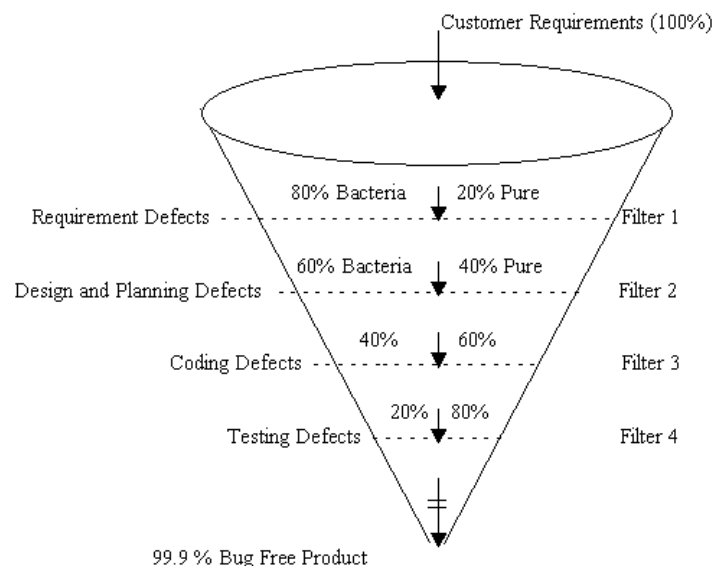 Customer Requirements (100%)
80% Bacteria 20% Pure
Requirement Defects Filter 1
60% Bacteria 40% Pure
Design and Planning Defects Filter 2
40% 60%
Coding Defects Filter 3
20% 80%
Testing Defects Filter 4
99.9 % Bug Free Product